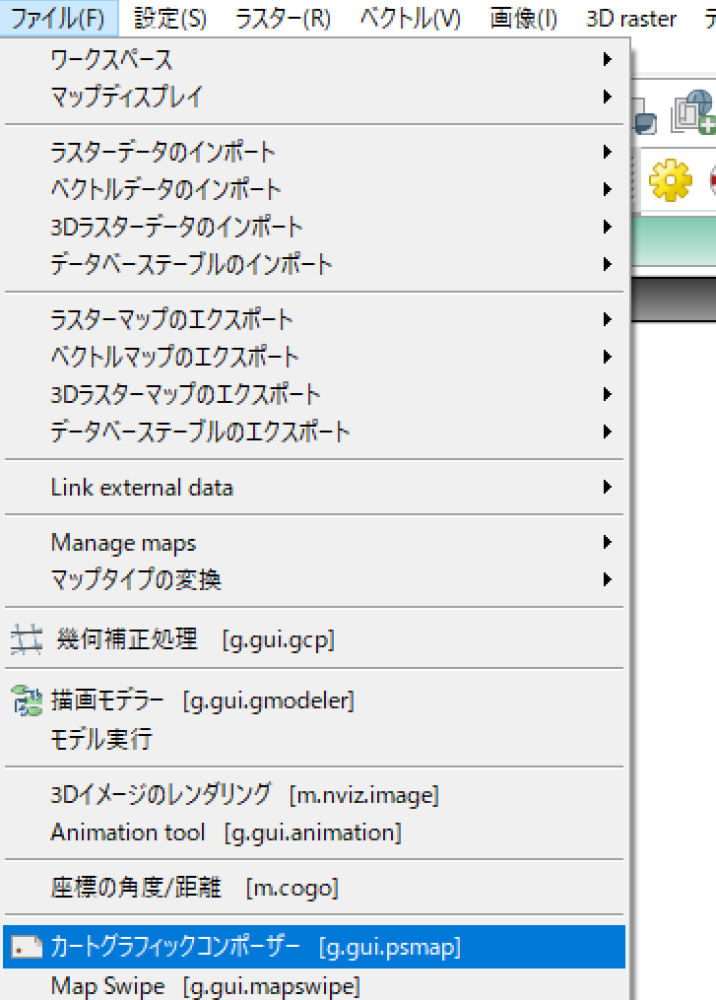 ファイル(F) 設定(S) ラスター(R) ベクトル(V) 画像(I) 3D raster
ワークスペース
マップディスプレイ
ラスターデータのインポート
ベクトルデータのインポート
3Dラスターデータのインポート
データベーステーブルのインポート
ラスターマップのエクスポート
ベクトルマップのエクスポート
3Dラスターマップのエクスポート
データベーステーブルのエクスポート
Link external data
Manage maps
マップタイプの変換
幾何補正処理 [g.gui.gcp]
描画モデラー [g.gui.gmodeler]
モデル実行
3Dイメージのレンダリング [m.nviz.image]
Animation tool [g.gui.animation]
座標の角度/距離 [m.cogo]
カートグラフィックコンポーザー [g.gui.psmap]
Map Swipe [g.gui.mapswipe]